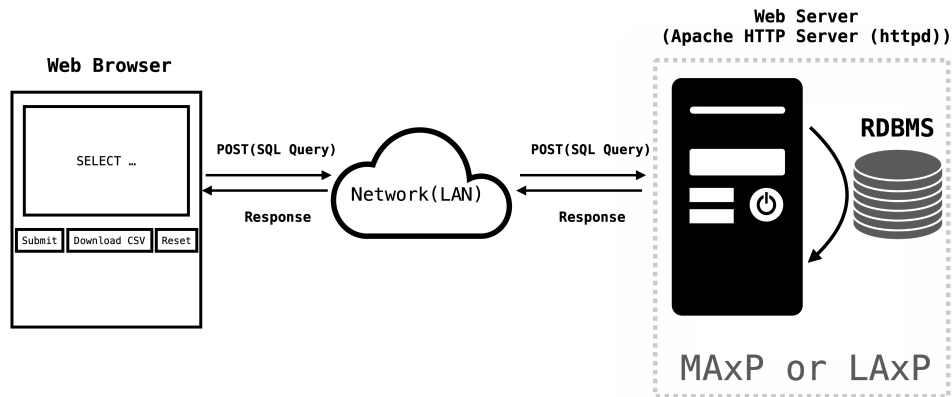 Web Server
(Apache HTTP Server (httpd))
Web Browser
SELECT …
Submit
Download CSV
Reset
POST(SQL Query)
Response
Network(LAN)
POST(SQL Query)
Response
RDBMS
MAxP or LAxP